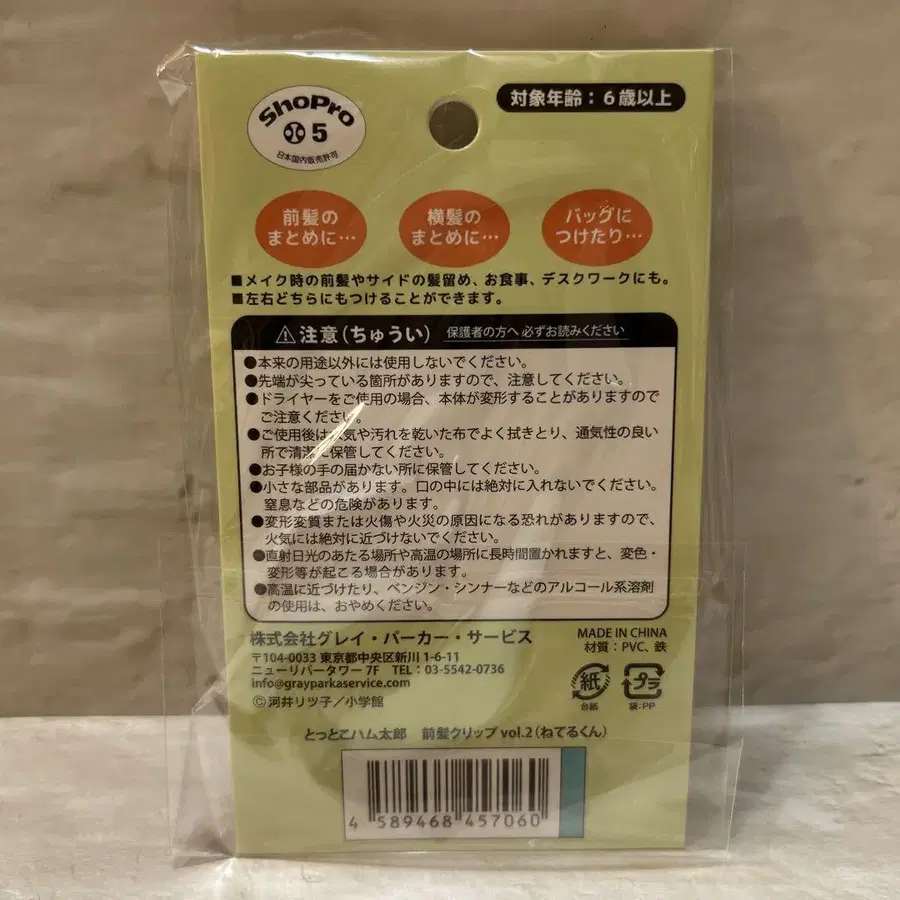 ShoPro
5
日本国内販売許可
対象年齢：6歳以上
前髪の
まとめに…
横髪の
まとめに…
バッグに
つけたり…
■メイク時の前髪やサイドの髪留め、お食事、デスクワークにも。
■左右どちらにもつけることができます。
⚠注意（ちゅうい） 保護者の方へ 必ずお読みください
●本来の用途以外には使用しないでください。
●先端が尖っている箇所がありますので、注意してください。
●ドライヤーをご使用の場合、本体が変形することがありますので
ご注意ください。
●ご使用後は水気や汚れを乾いた布でよく拭きとり、通気性の良い
所で清潔に保管してください。
●お子様の手の届かない所に保管してください。
●小さな部品があります。口の中には絶対に入れないでください。
窒息などの危険があります。
●変形変質または火傷や火災の原因になる恐れがありますので、
火気には絶対に近づけないでください。
●直射日光のあたる場所や高温の場所に長時間置かれますと、変色・
変形等が起こる場合があります。
●高温に近づけたり、ベンジン・シンナーなどのアルコール系溶剤
の使用は、おやめください。
株式会社グレイ・パーカー・サービス
〒104-0033 東京都中央区新川 1-6-11
ニューリバータワー 7F TEL：03-5542-0736
info@grayparkaservice.com
©河井リツ子／小学館
MADE IN CHINA
材質：PVC、鉄
紙
台紙
プラ
袋:PP
とっとこハム太郎 前髪クリップ vol.2（ねてるくん）
4 589468 457060